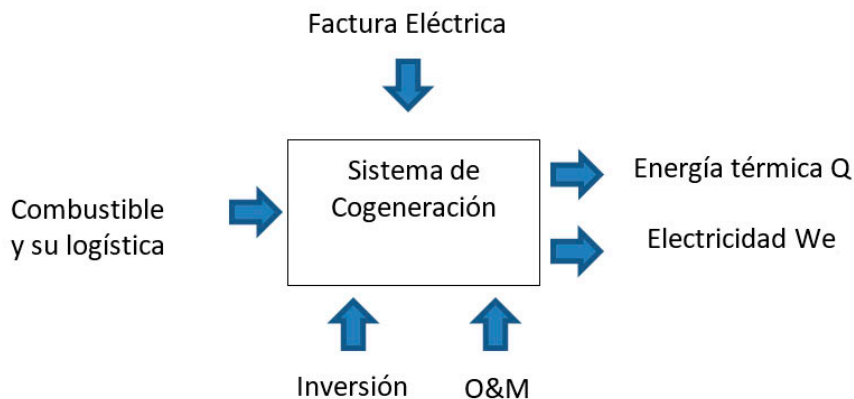 Factura Eléctrica
Sistema de
Cogeneración
Combustible
y su logística
Energía térmica Q
Electricidad We
Inversión
O&M